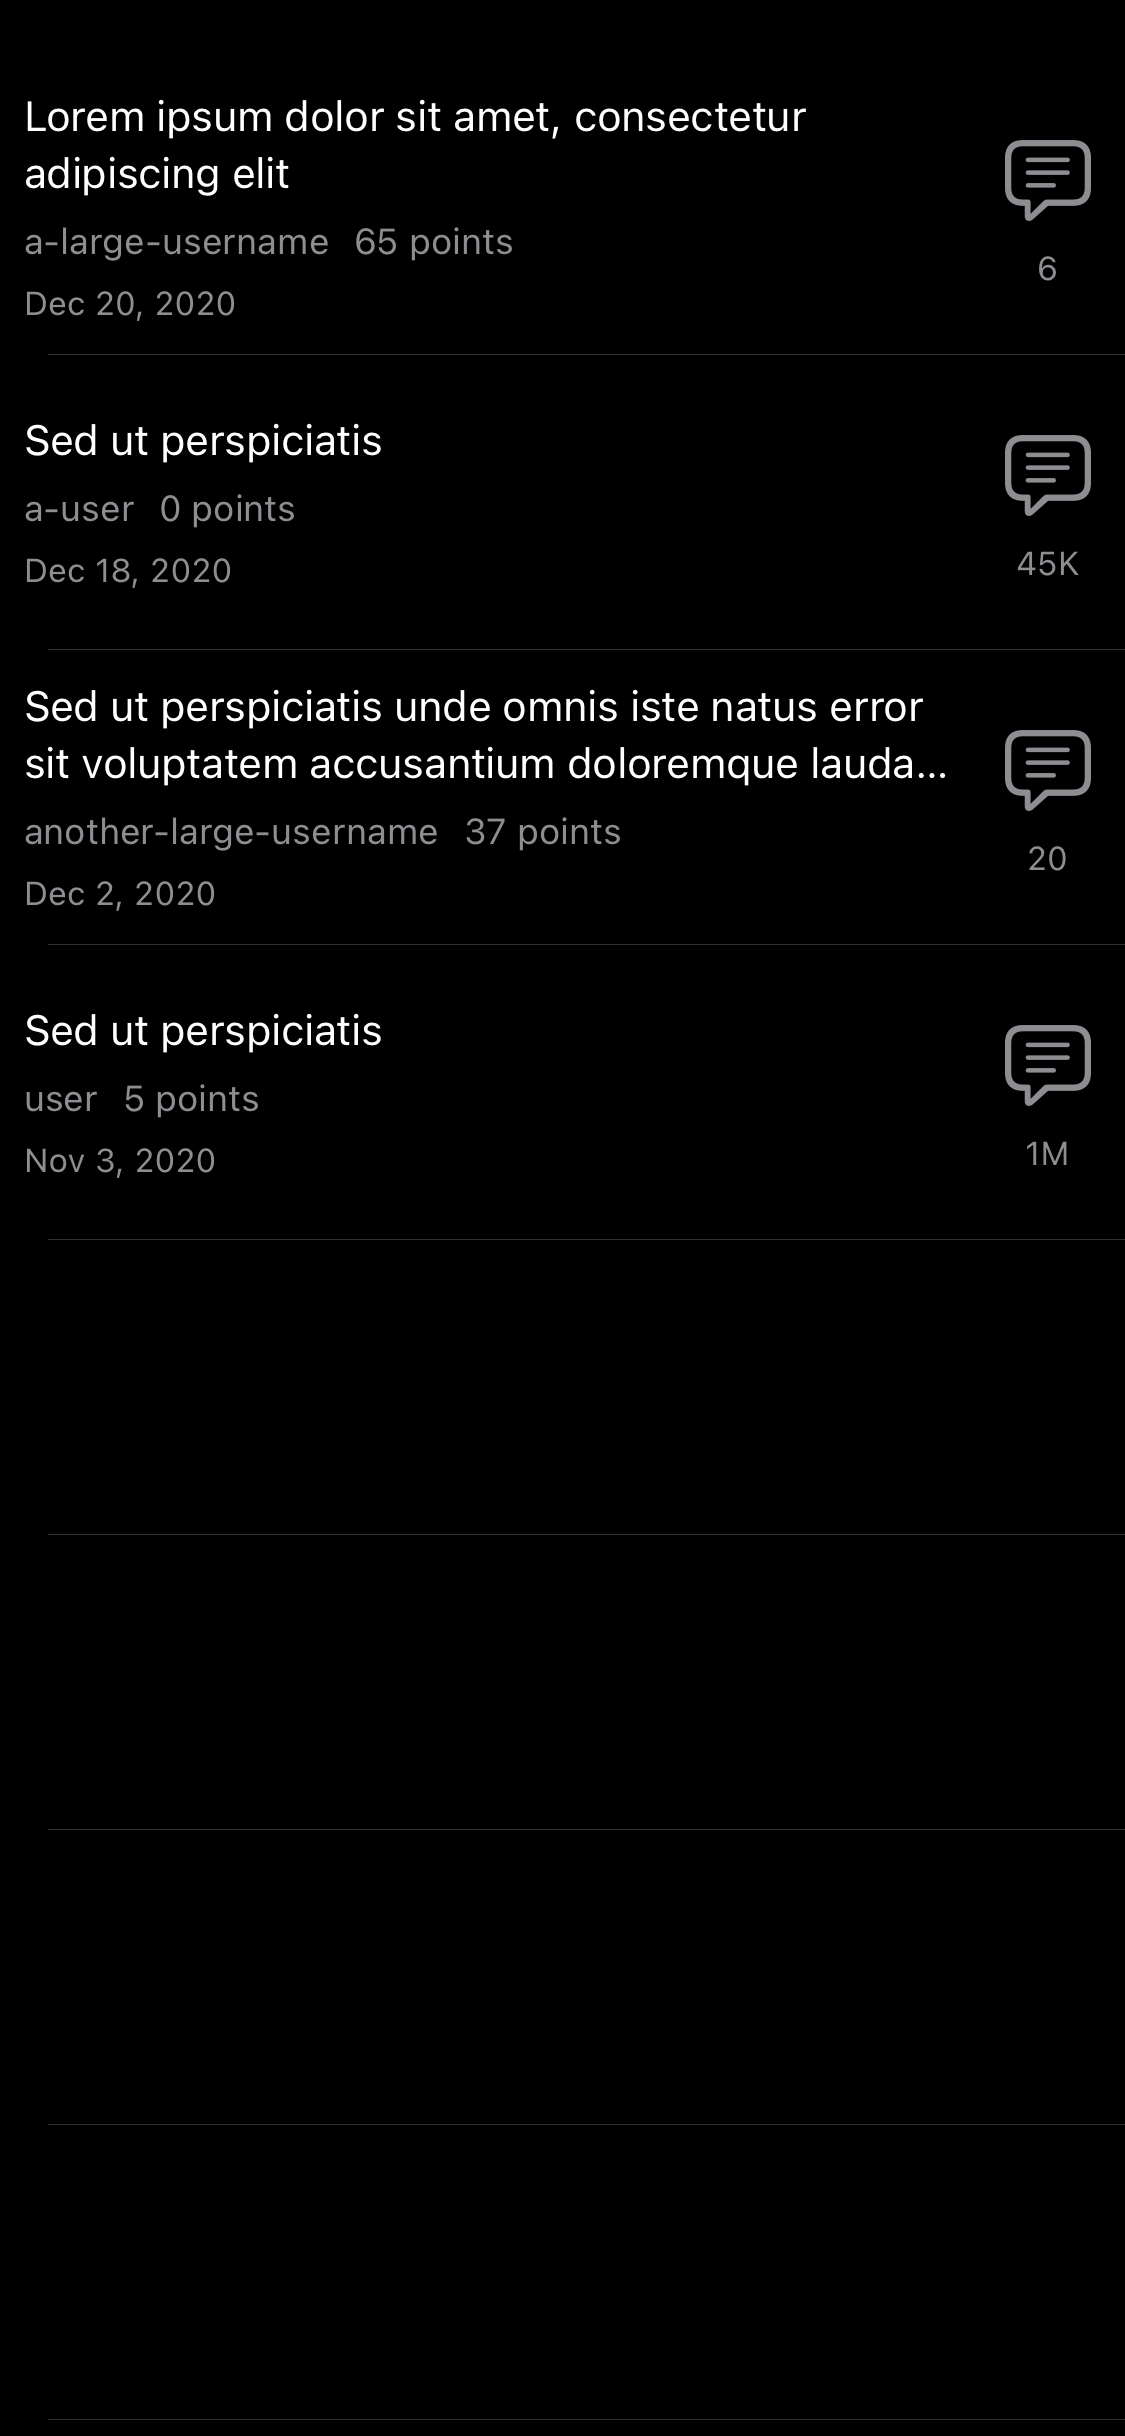 Lorem ipsum dolor sit amet, consectetur
adipiscing elit
a-large-username 65 points
6
Dec 20, 2020
Sed ut perspiciatis
a-user 0 points
45K
Dec 18, 2020
Sed ut perspiciatis unde omnis iste natus error
sit voluptatem accusantium doloremque lauda...
another-large-username 37 points
20
Dec 2, 2020
Sed ut perspiciatis
user 5 points
1M
Nov 3, 2020